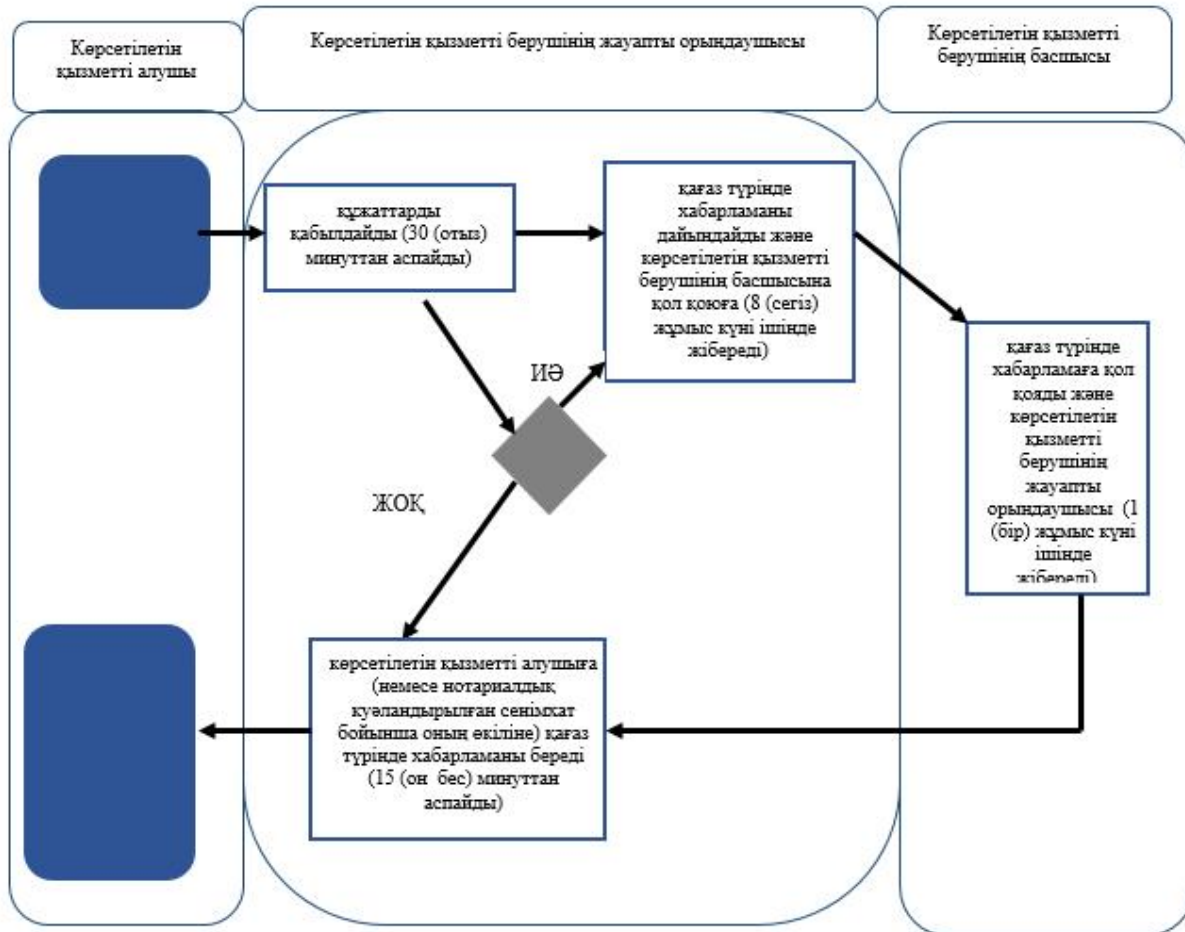 Көрсетілетін
қызметті алушы
Көрсетілетін қызметті берушінің жауапты орындаушысы
Көрсетілетін қызметті
берушінің басшысы
құжаттарды
қабылдайды (30 (отыз)
минуттан аспайды)
қағаз түрінде
хабарламаны
дайындайды және
көрсетілетін қызметті
берушінің басшысына
қол қоюға (8 (сегіз)
жұмыс күні ішінде
жібереді)
ИӘ
ЖОҚ
қағаз түрінде
хабарламаға қол
қояды және
көрсетілетін
қызметті
берушінің
жауапты
орындаушысы (1
(бір) жұмыс күні
ішінде
жібереді)
көрсетілетін қызметті алушыға
(немесе нотариалдық
куәландырылған сенімхат
бойынша оның өкіліне) қағаз
түрінде хабарламаны береді
(15 (он бес) минуттан
аспайды)